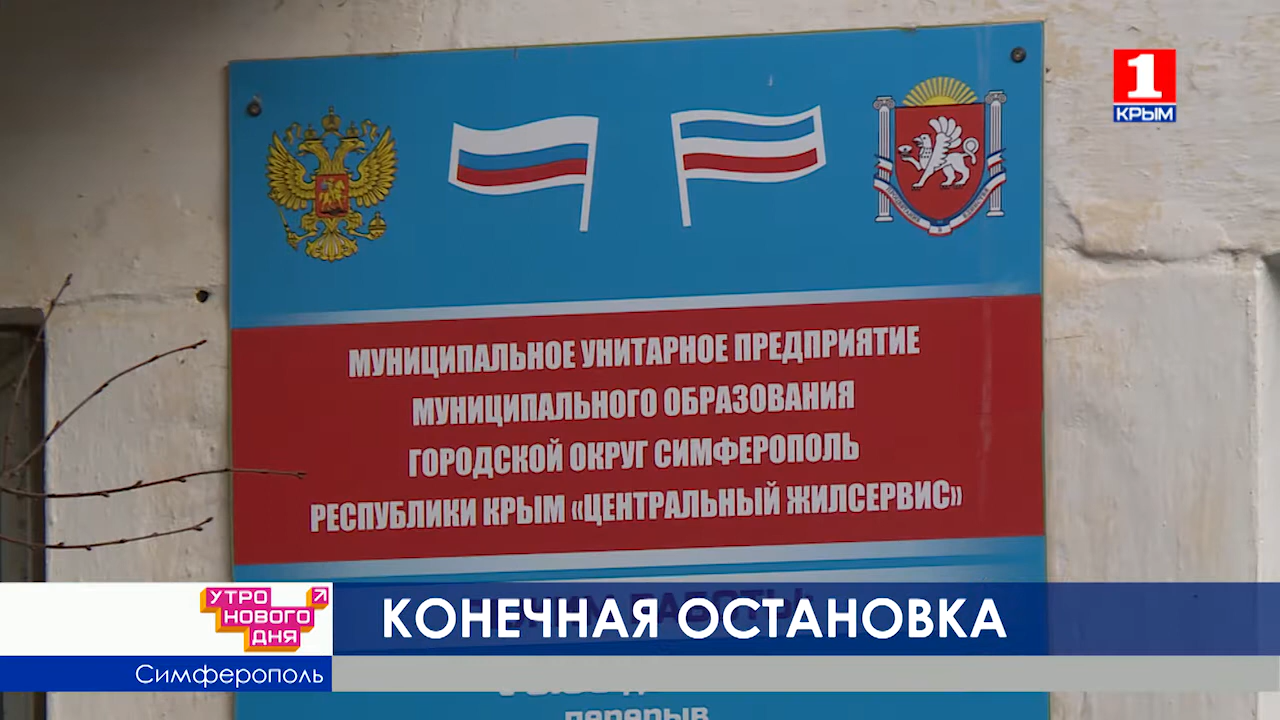 1
КРЫМ
МУНИЦИПАЛЬНОЕ УНИТАРНОЕ ПРЕДПРИЯТИЕ
МУНИЦИПАЛЬНОГО ОБРАЗОВАНИЯ
ГОРОДСКОЙ ОКРУГ СИМФЕРОПОЛЬ
РЕСПУБЛИКИ КРЫМ «ЦЕНТРАЛЬНЫЙ ЖИЛСЕРВИС»
УТРО
НОВОГО
ДНЯ
КОНЕЧНАЯ ОСТАНОВКА
Симферополь
перерыв